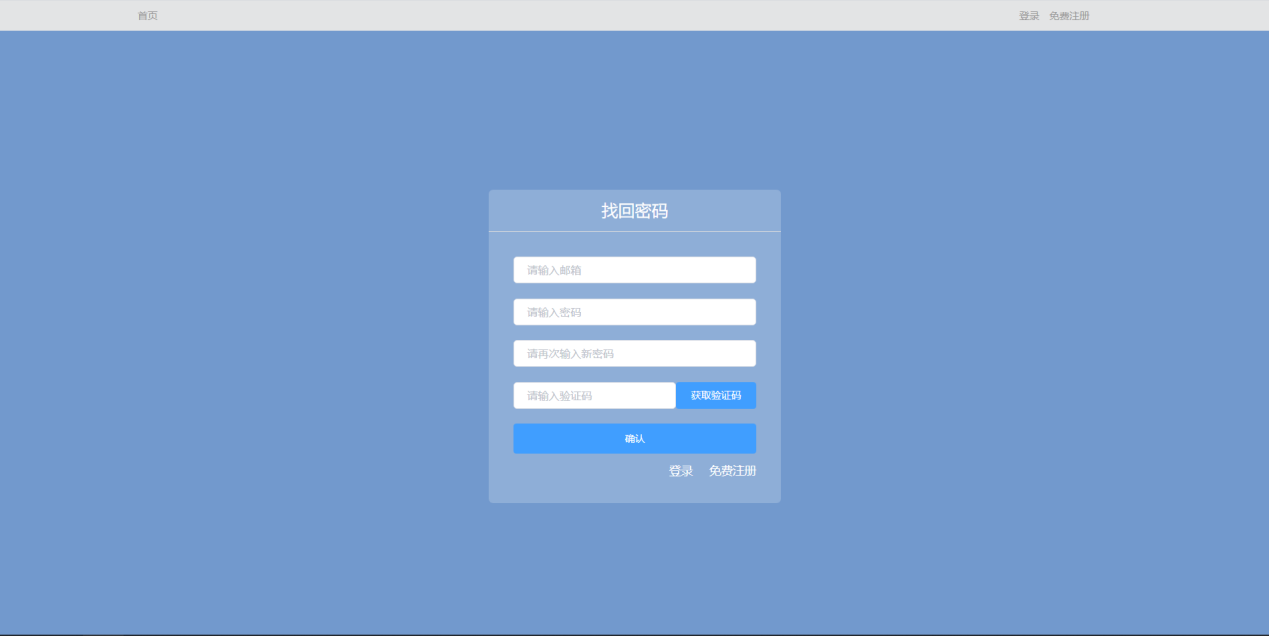 首页 登录 免费注册
找回密码
请输入邮箱
请输入密码
请再次输入新密码
请输入验证码 获取验证码
确认
登录 免费注册